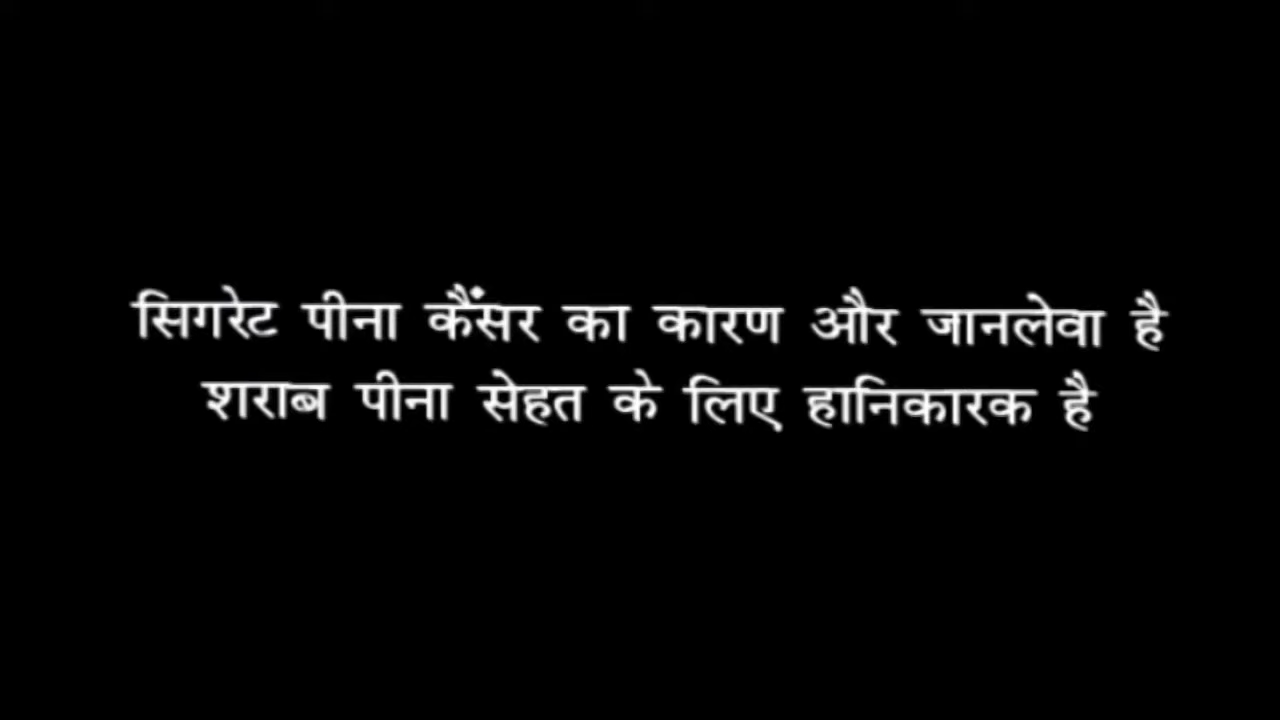 सिगरेट पीना कैंसर का कारण और जानलेवा है
शराब पीना सेहत के लिए हानिकारक है